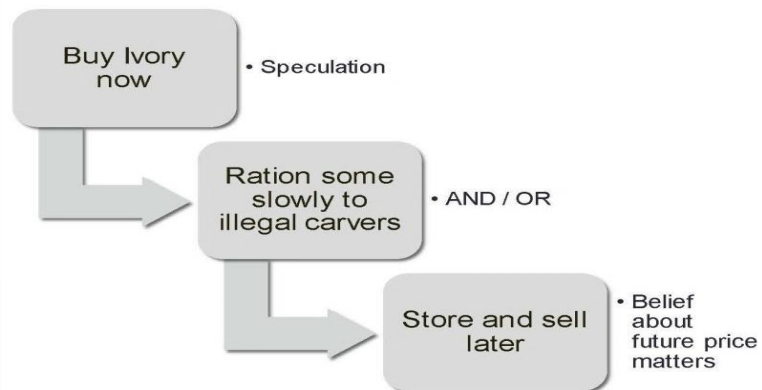 Buy Ivory
now
• Speculation
Ration some
slowly to
illegal carvers
• AND / OR
Store and sell
later
• Belief
about
future price
matters